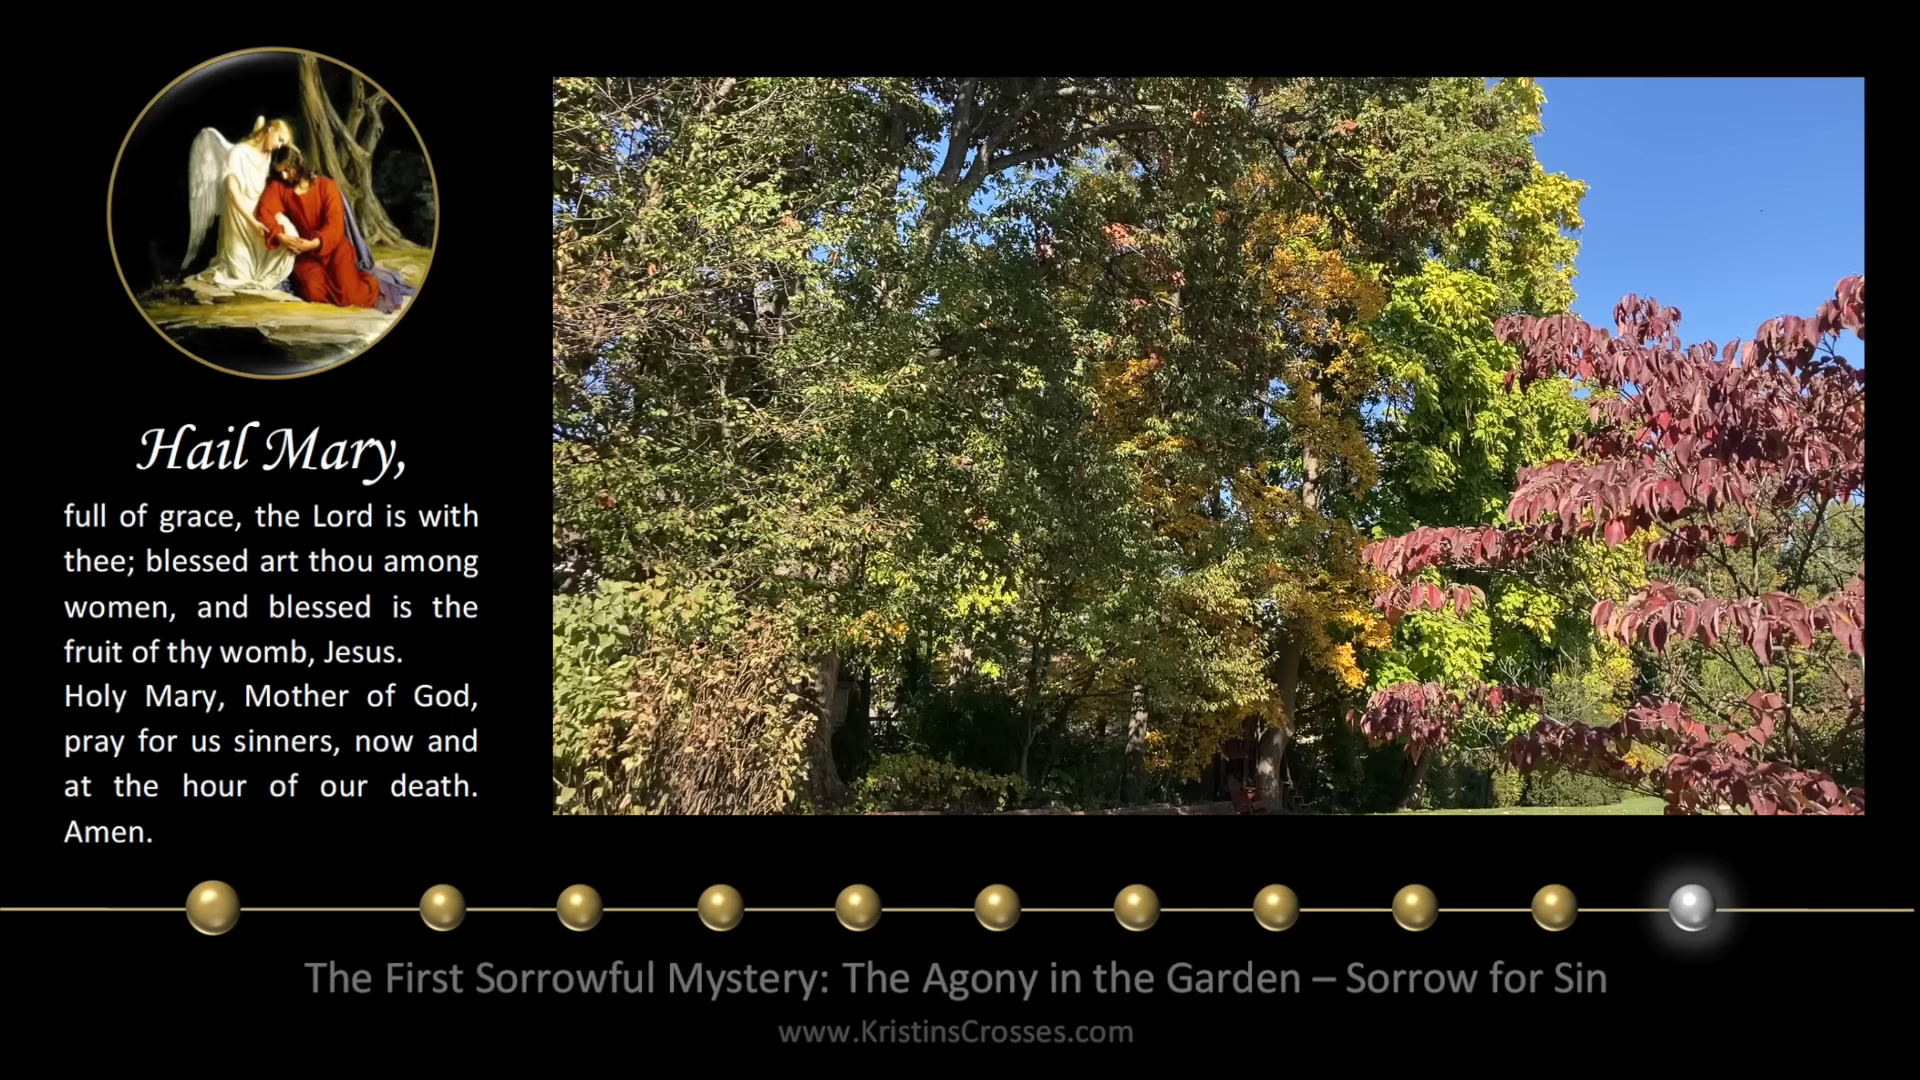 Hail Mary,
full of grace, the Lord is with
thee; blessed art thou among
women, and blessed is the
fruit of thy womb, Jesus.
Holy Mary, Mother of God,
pray for us sinners, now and
at the hour of our death.
Amen.
The First Sorrowful Mystery: The Agony in the Garden – Sorrow for Sin
www.KristinsCrosses.com